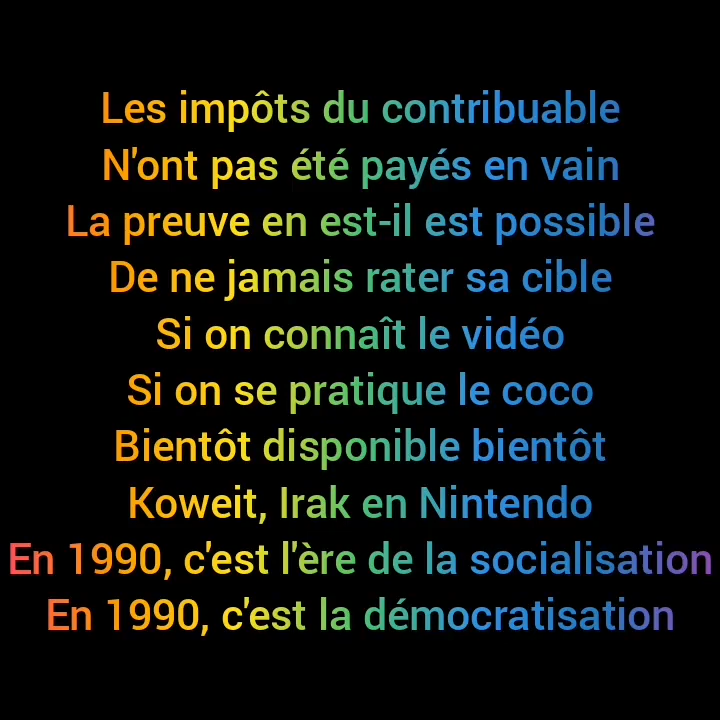 Les impôts du contribuable
N'ont pas été payés en vain
La preuve en est-il est possible
De ne jamais rater sa cible
Si on connaît le vidéo
Si on se pratique le coco
Bientôt disponible bientôt
Koweit, Irak en Nintendo
En 1990, c'est l'ère de la socialisation
En 1990, c'est la démocratisation